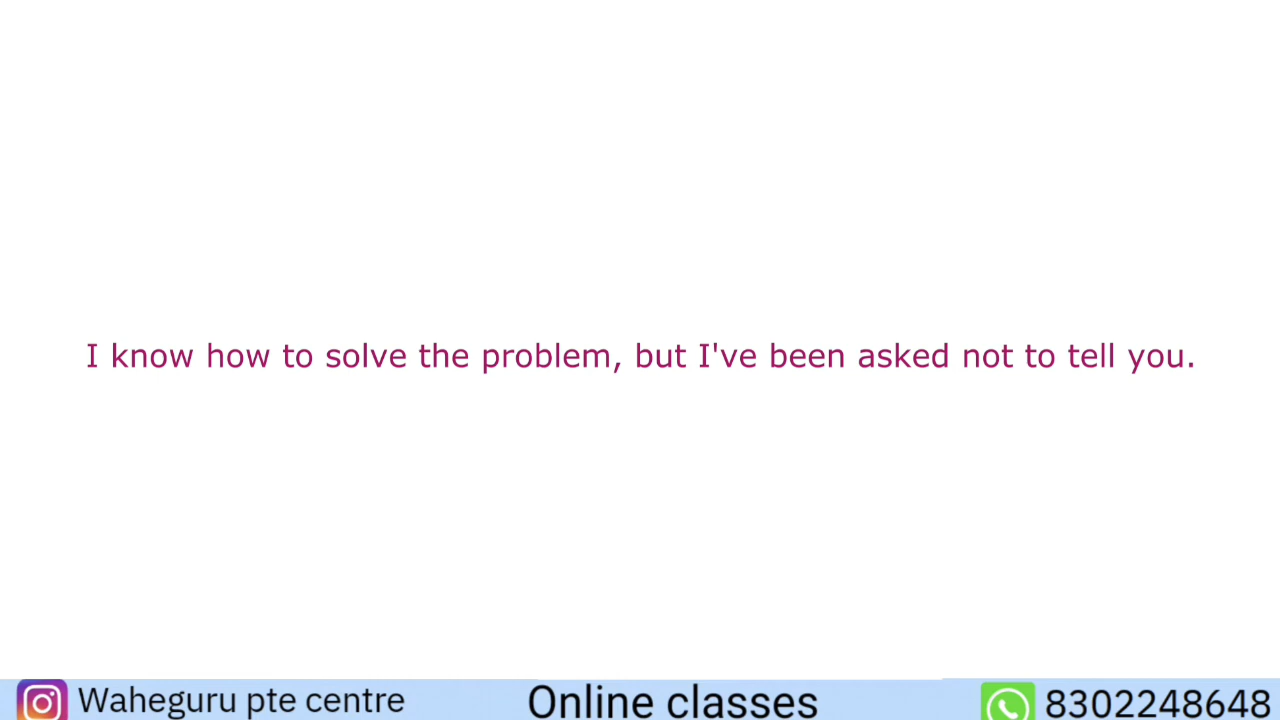 I know how to solve the problem, but I've been asked not to tell you.
Waheguru pte centre Online classes 8302248648